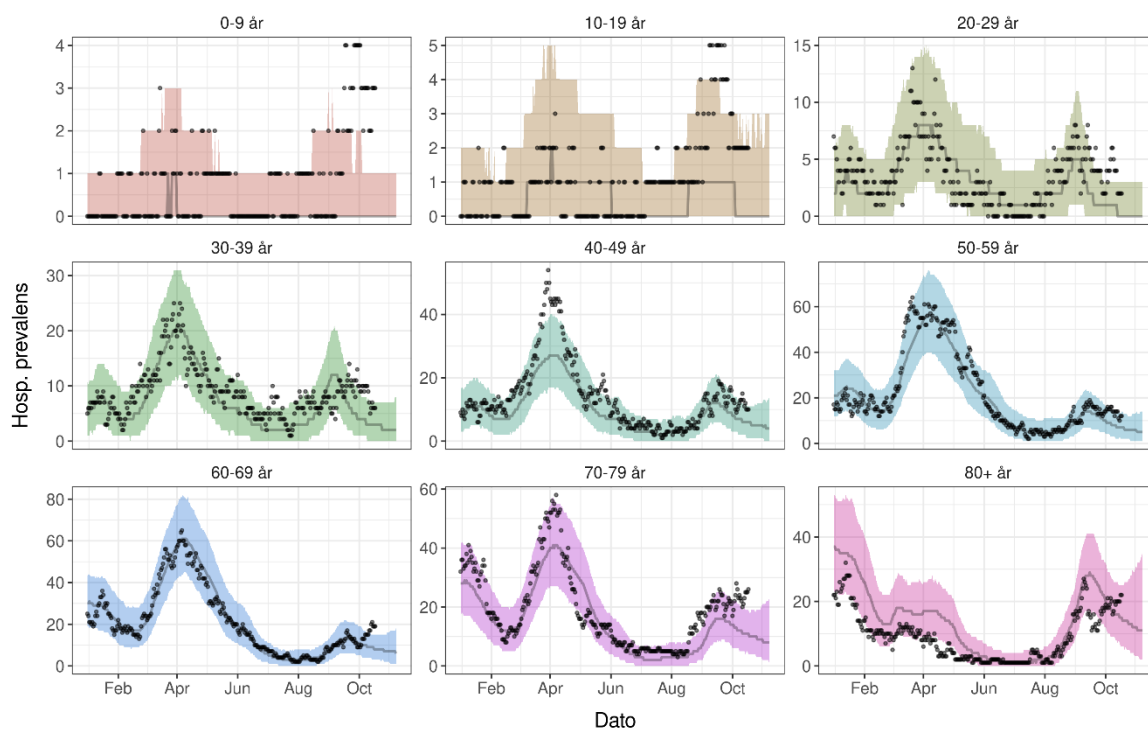 0-9 år
10-19 år
20-29 år
4
3
2
1
0
5
4
3
2
1
0
15
10
5
0
30-39 år
40-49 år
50-59 år
Hosp. prevalens
30
20
10
0
40
20
0
60
40
20
0
60-69 år
70-79 år
80+ år
80
60
40
20
0
60
40
20
0
40
20
0
Feb Apr Jun Aug Oct
Feb Apr Jun Aug Oct
Feb Apr Jun Aug Oct
Dato